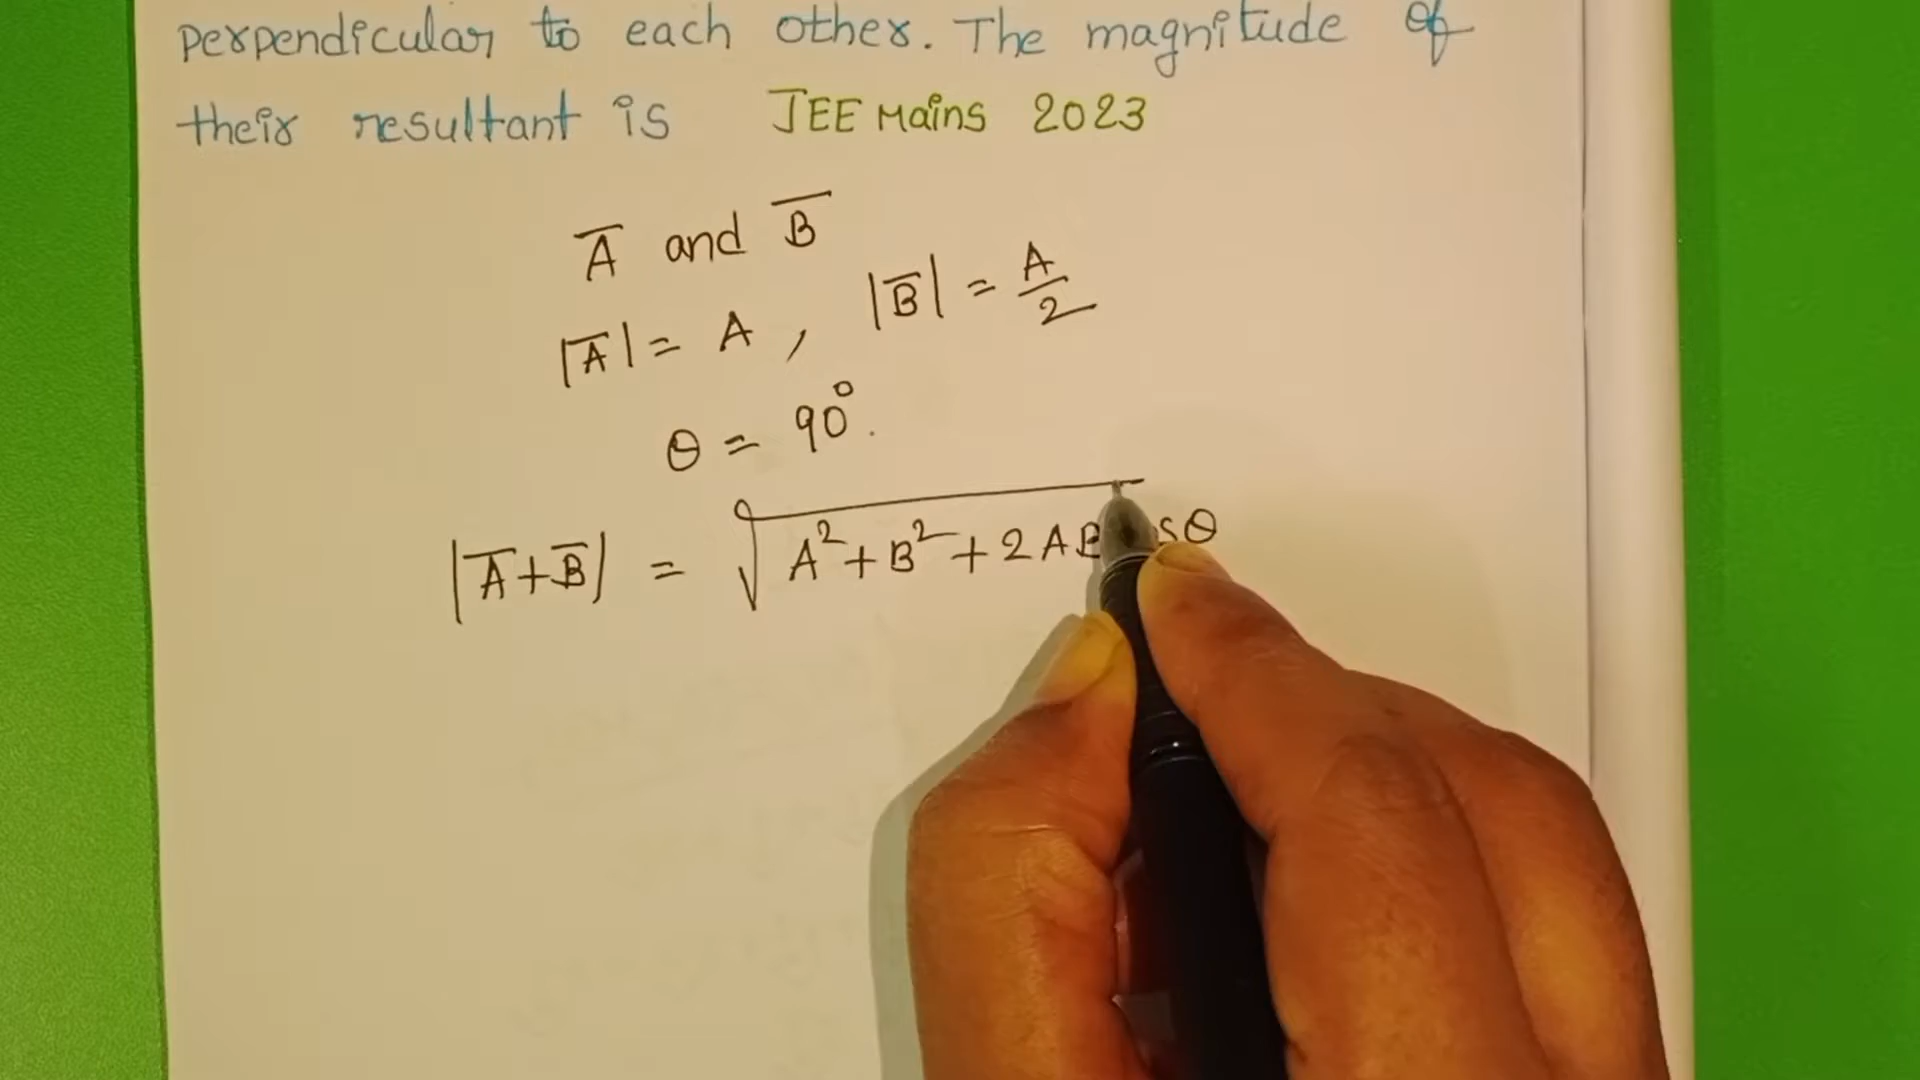 perpendicular to each other. The magnitude of
their resultant is JEE Mains 2023
A̅ and B̅
|A̅| = A , |B̅| = A/2
θ = 90°.
|A̅+B̅| = √A²+B²+2AB sθ